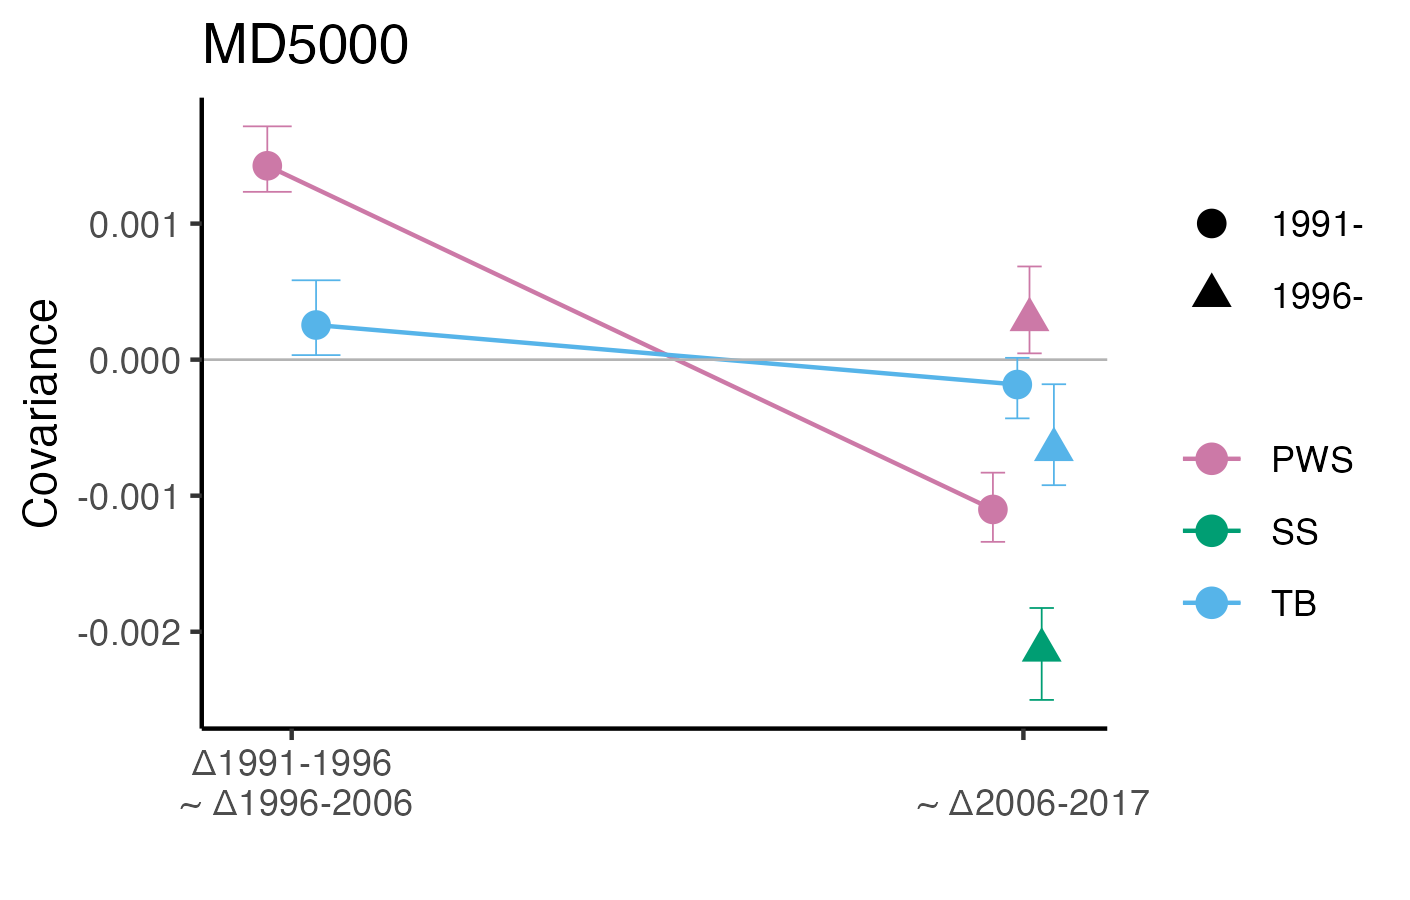 MD5000
Covariance
0.001
0.000
-0.001
-0.002
Δ1991-1996
~ Δ1996-2006
~ Δ2006-2017
1991-
1996-
PWS
SS
TB